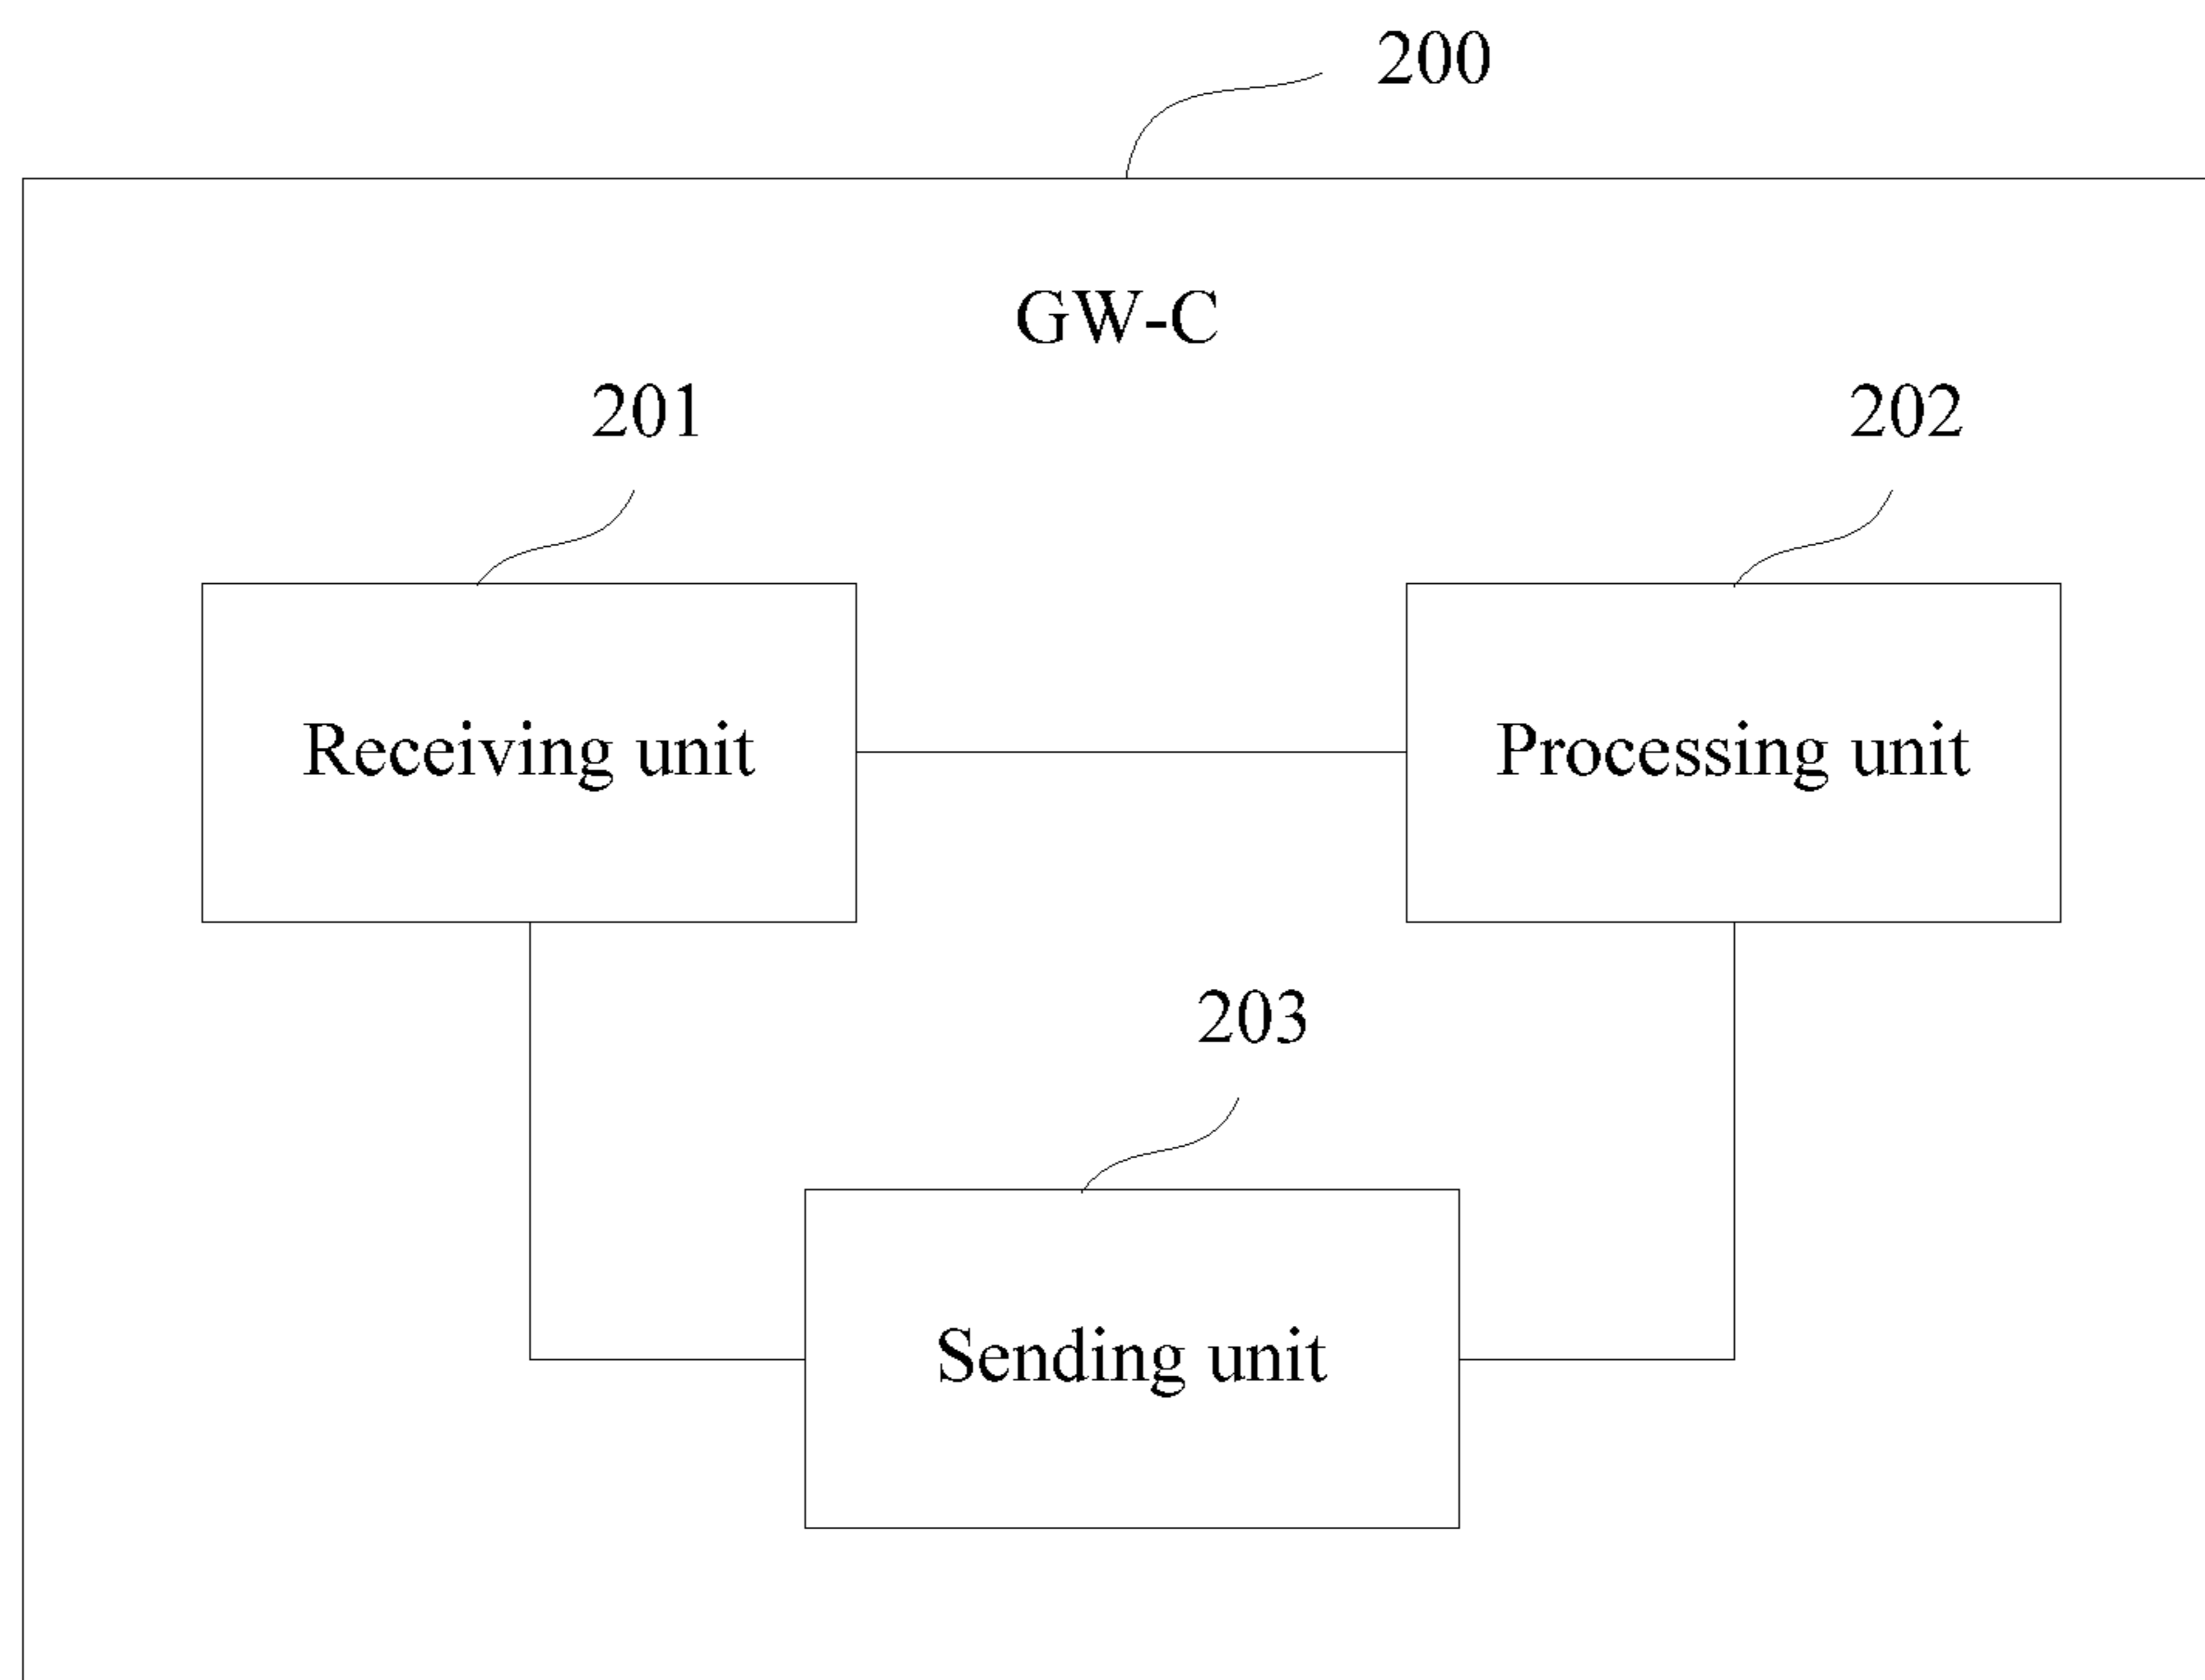 200
GW-C
201
202
Receiving unit
Processing unit
203
Sending unit